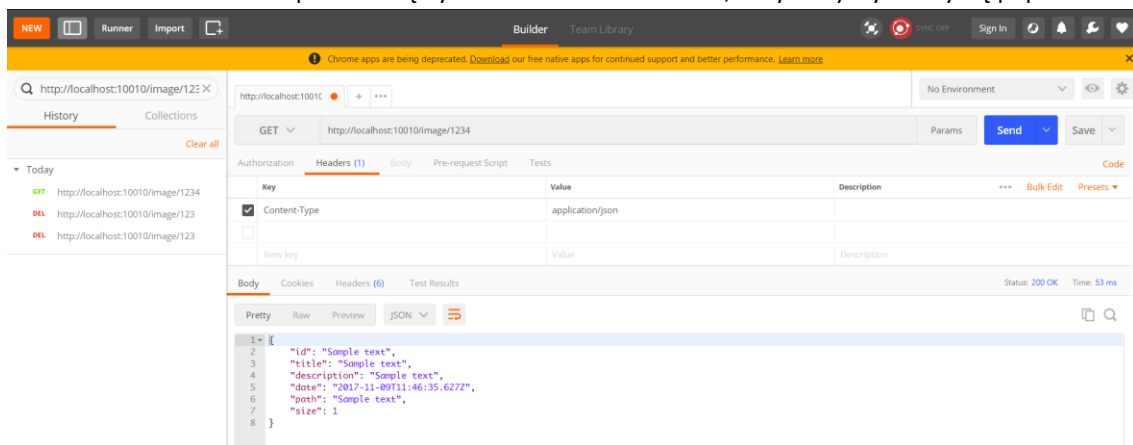 NEW Runner Import Builder Team Library SYNC OFF Sign In
Chrome apps are being deprecated. Download our free native apps for continued support and better performance. Learn more
http://localhost:10010/image/123
http://localhost:1001
No Environment
History Collections
GET http://localhost:10010/image/1234 Params Send Save
Clear all
Authorization Headers (1) Body Pre-request Script Tests Code
Today
Key Value Description Bulk Edit Presets
GET http://localhost:10010/image/1234
Content-Type application/json
DEL http://localhost:10010/image/123
DEL http://localhost:10010/image/123
New key Value Description
Body Cookies Headers (6) Test Results Status: 200 OK Time: 53 ms
Pretty Raw Preview JSON
1 {
2 "id": "Sample text",
3 "title": "Sample text",
4 "description": "Sample text",
5 "date": "2017-11-09T11:46:35.627Z",
6 "path": "Sample text",
7 "size": 1
8 }